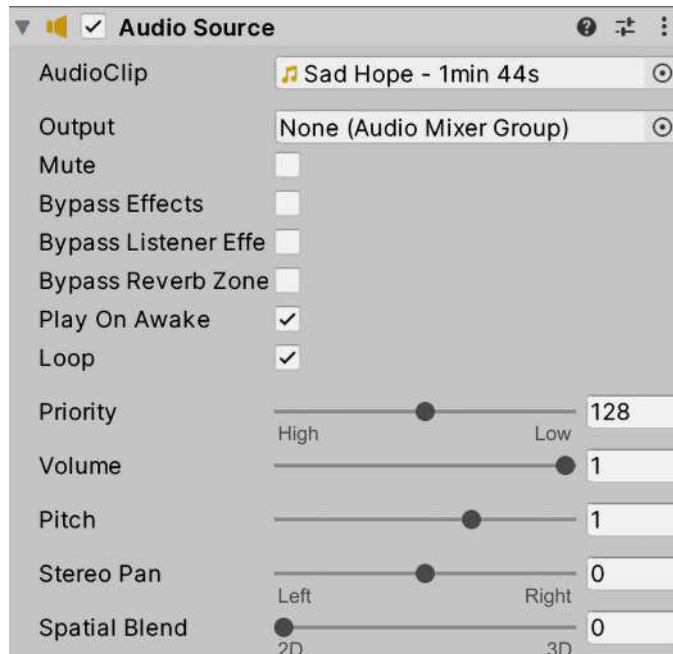 Audio Source
AudioClip Sad Hope - 1min 44s
Output None (Audio Mixer Group)
Mute
Bypass Effects
Bypass Listener Effe
Bypass Reverb Zone
Play On Awake
Loop
Priority 128
High Low
Volume 1
Pitch 1
Stereo Pan 0
Left Right
Spatial Blend 0
2D 3D